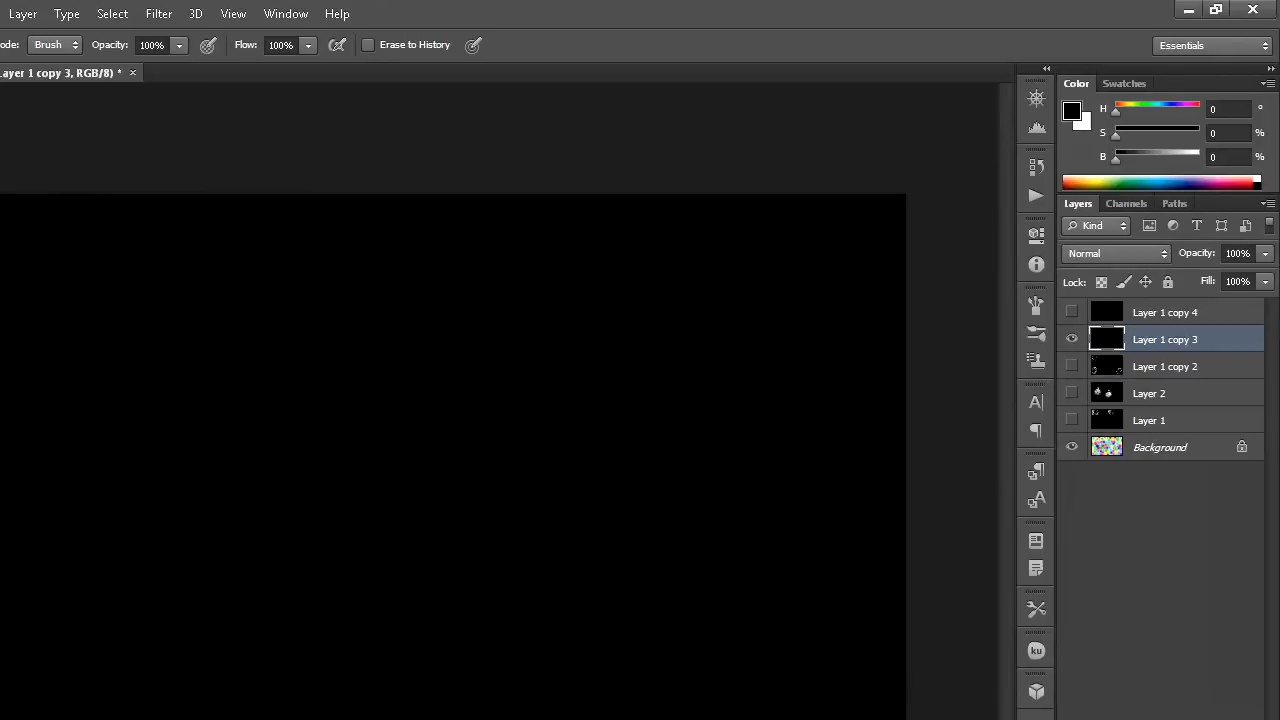 Layer Type Select Filter 3D View Window Help
ode: Brush Opacity: 100% Flow: 100% Erase to History Essentials
ayer 1 copy 3, RGB/8) * ×
Color Swatches
H 0 °
S 0 %
B 0 %
Layers Channels Paths
Kind T
Normal Opacity: 100%
Lock: Fill: 100%
Layer 1 copy 4
Layer 1 copy 3
Layer 1 copy 2
Layer 2
Layer 1
Background
A
A
ku